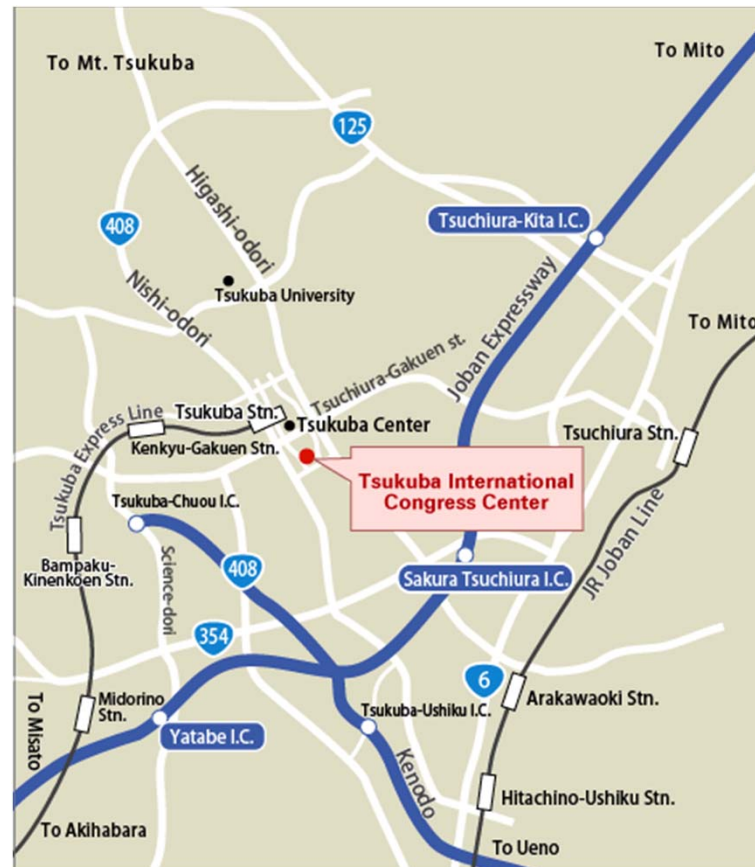 To Mito
To Mt. Tsukuba
125
Higashi-odori
408
Tsuchiura-Kita I.C.
Nishi-odori
Tsukuba University
Joban Expressway
To Mito
Tsuchiura-Gakuen st.
Tsukuba Express Line
Tsukuba Stn.
Tsukuba Center
Kenkyu-Gakuen Stn.
Tsuchiura Stn.
Tsukuba International
Congress Center
Tsukuba-Chuou I.C.
JR Joban Line
Bampaku-
Kinenkoen Stn.
Science-dori
408
Sakura Tsuchiura I.C.
354
6
Midorino
Stn.
Arakawaoki Stn.
To Misato
Yatabe I.C.
Tsukuba-Ushiku I.C.
Kenodo
Hitachino-Ushiku Stn.
To Akihabara
To Ueno